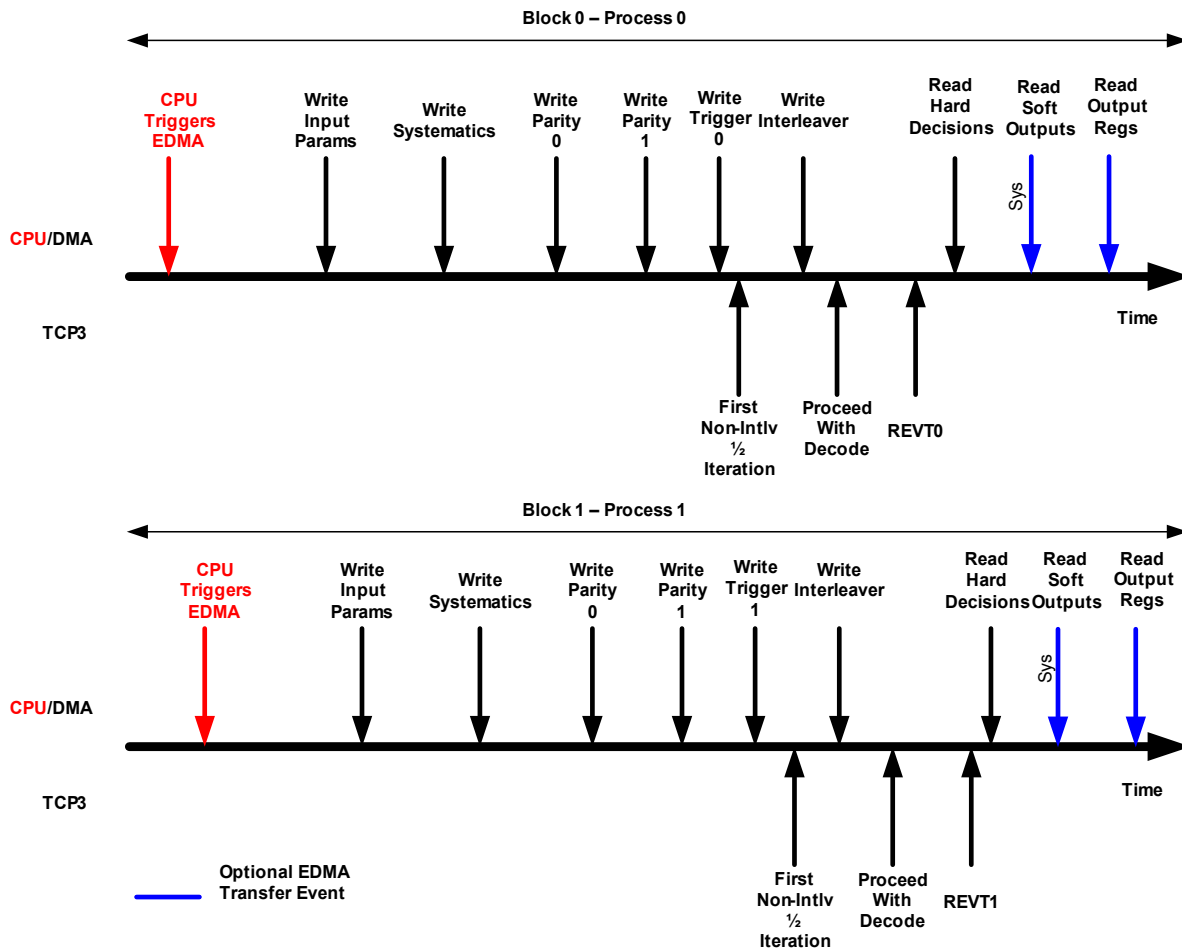 Block 0 – Process 0
CPU
Triggers
EDMA
Write
Input
Params
Write
Systematics
Write
Parity
0
Write
Parity
1
Write
Trigger
0
Write
Interleaver
Read
Hard
Decisions
Read
Soft
Outputs
Read
Output
Regs
Sys
CPU/DMA
TCP3
Time
First
Non-Intlv
½
Iteration
Proceed
With
Decode
REVT0
Block 1 – Process 1
CPU
Triggers
EDMA
Write
Input
Params
Write
Systematics
Write
Parity
0
Write
Parity
1
Write
Trigger
1
Write
Interleaver
Read
Hard
Decisions
Read
Soft
Outputs
Read
Output
Regs
Sys
CPU/DMA
TCP3
Time
First
Non-Intlv
½
Iteration
Proceed
With
Decode
REVT1
Optional EDMA
Transfer Event